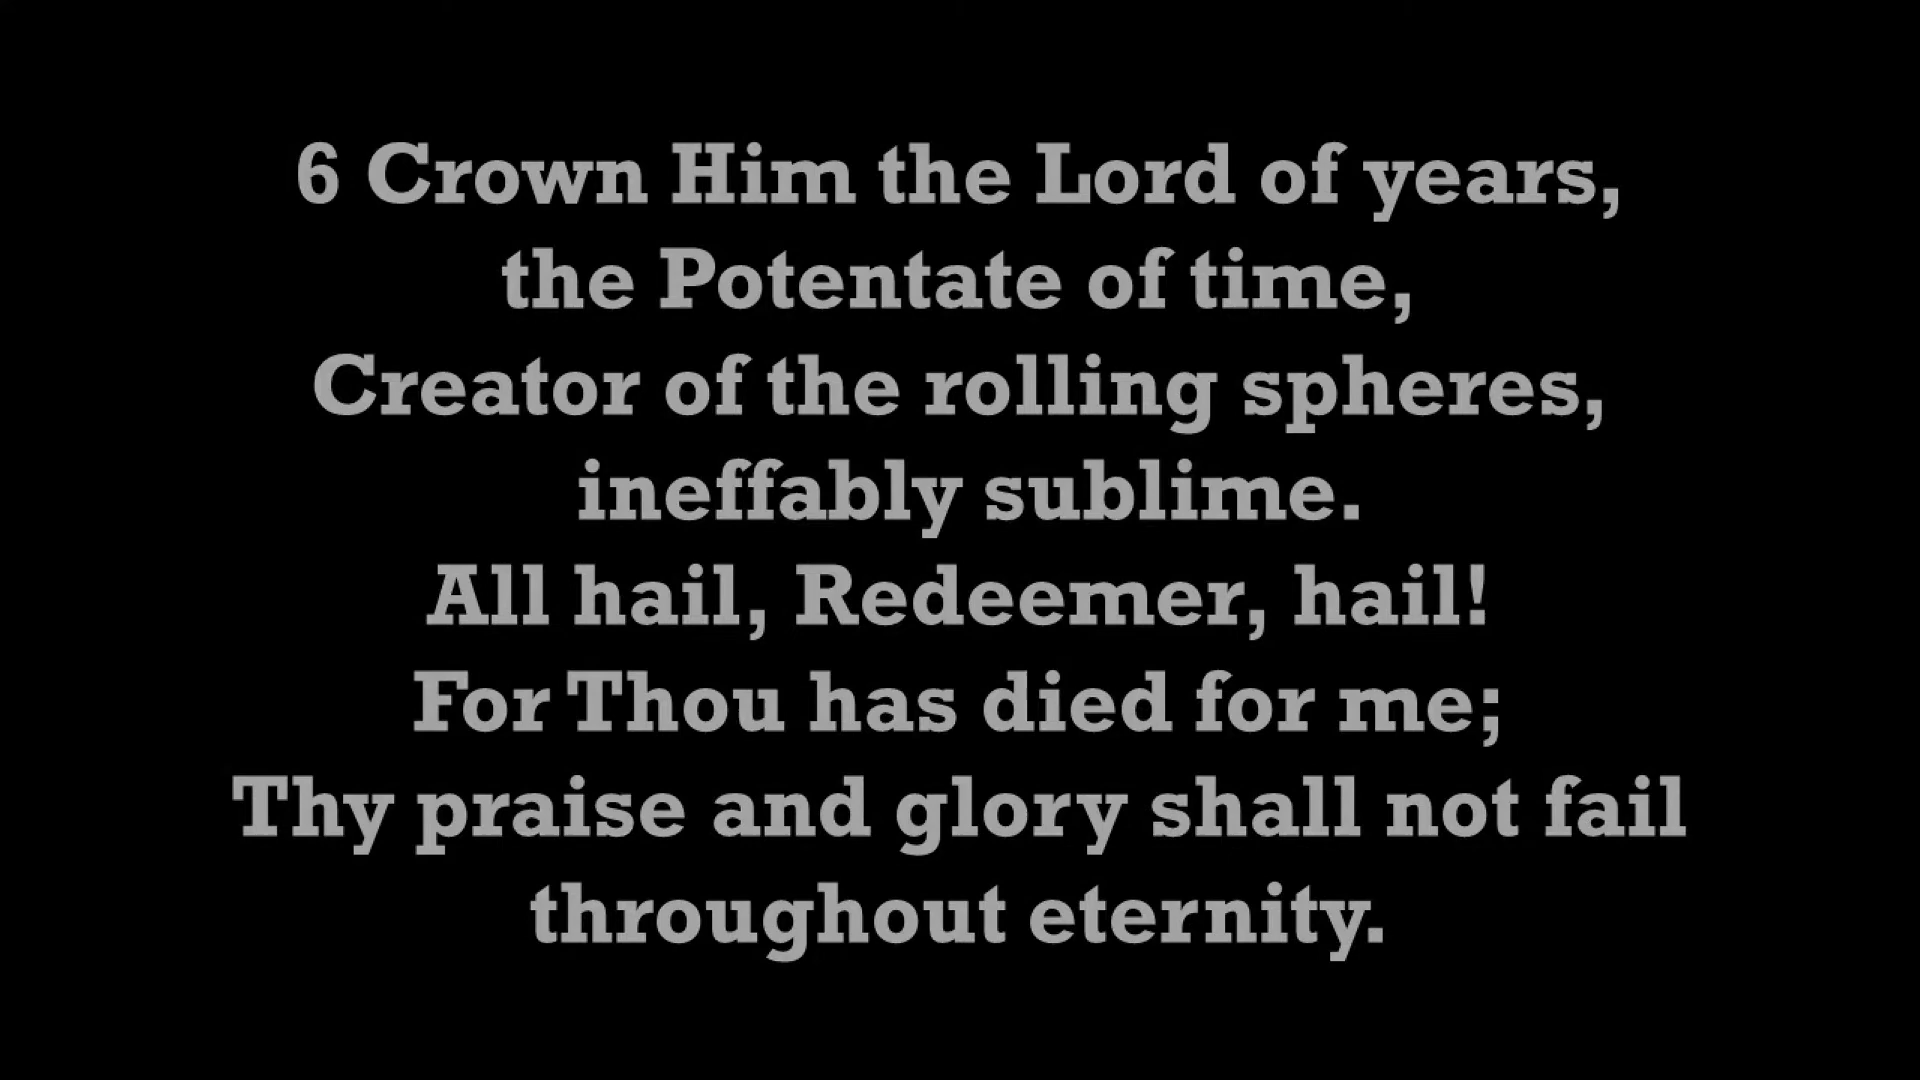 6 Crown Him the Lord of years,
the Potentate of time,
Creator of the rolling spheres,
ineffably sublime.
All hail, Redeemer, hail!
For Thou has died for me;
Thy praise and glory shall not fail
throughout eternity.